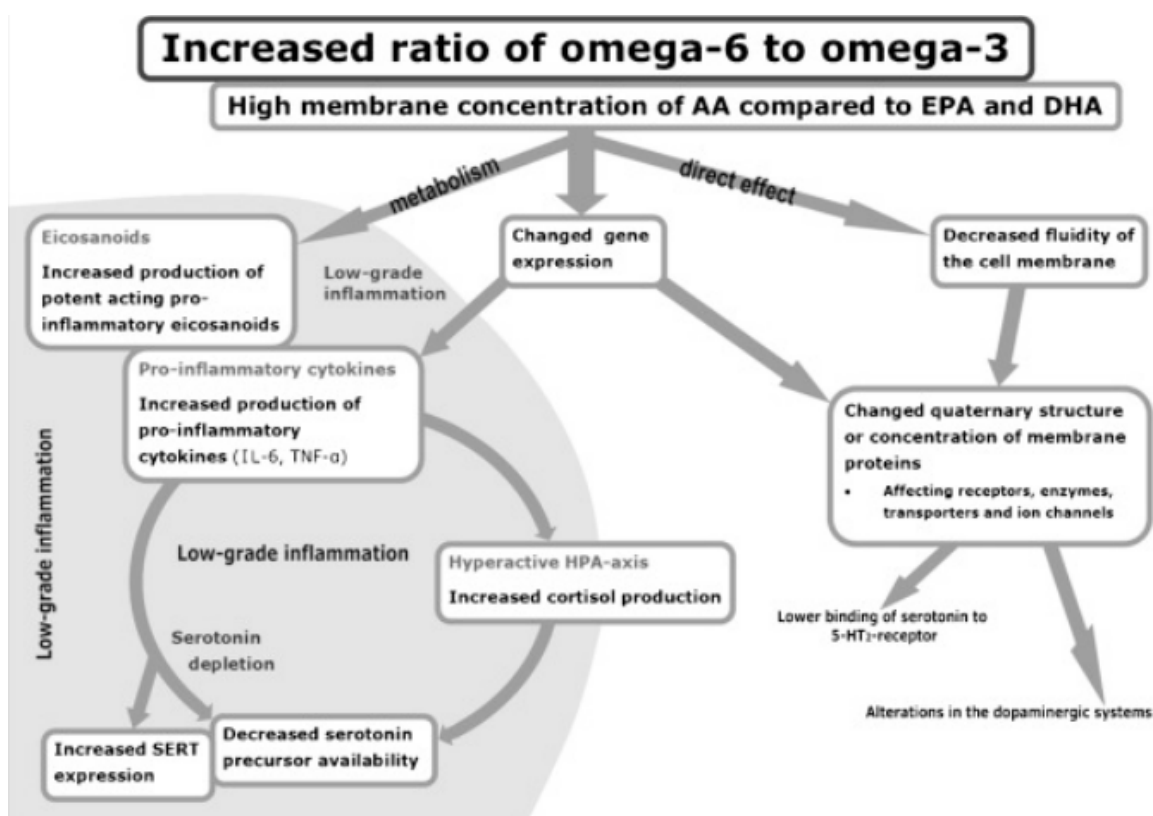 Increased ratio of omega-6 to omega-3
High membrane concentration of AA compared to EPA and DHA
metabolism
direct effect
Eicosanoids
Increased production of
potent acting pro-
inflammatory eicosanoids
Low-grade
inflammation
Changed gene
expression
Decreased fluidity of
the cell membrane
Pro-inflammatory cytokines
Increased production of
pro-inflammatory
cytokines (IL-6, TNF-α)
Changed quaternary structure
or concentration of membrane
proteins
• Affecting receptors, enzymes,
transporters and ion channels
Low-grade inflammation
Low-grade inflammation
Hyperactive HPA-axis
Increased cortisol production
Lower binding of serotonin to
5-HT₂-receptor
Serotonin
depletion
Alterations in the dopaminergic systems
Increased SERT
expression
Decreased serotonin
precursor availability